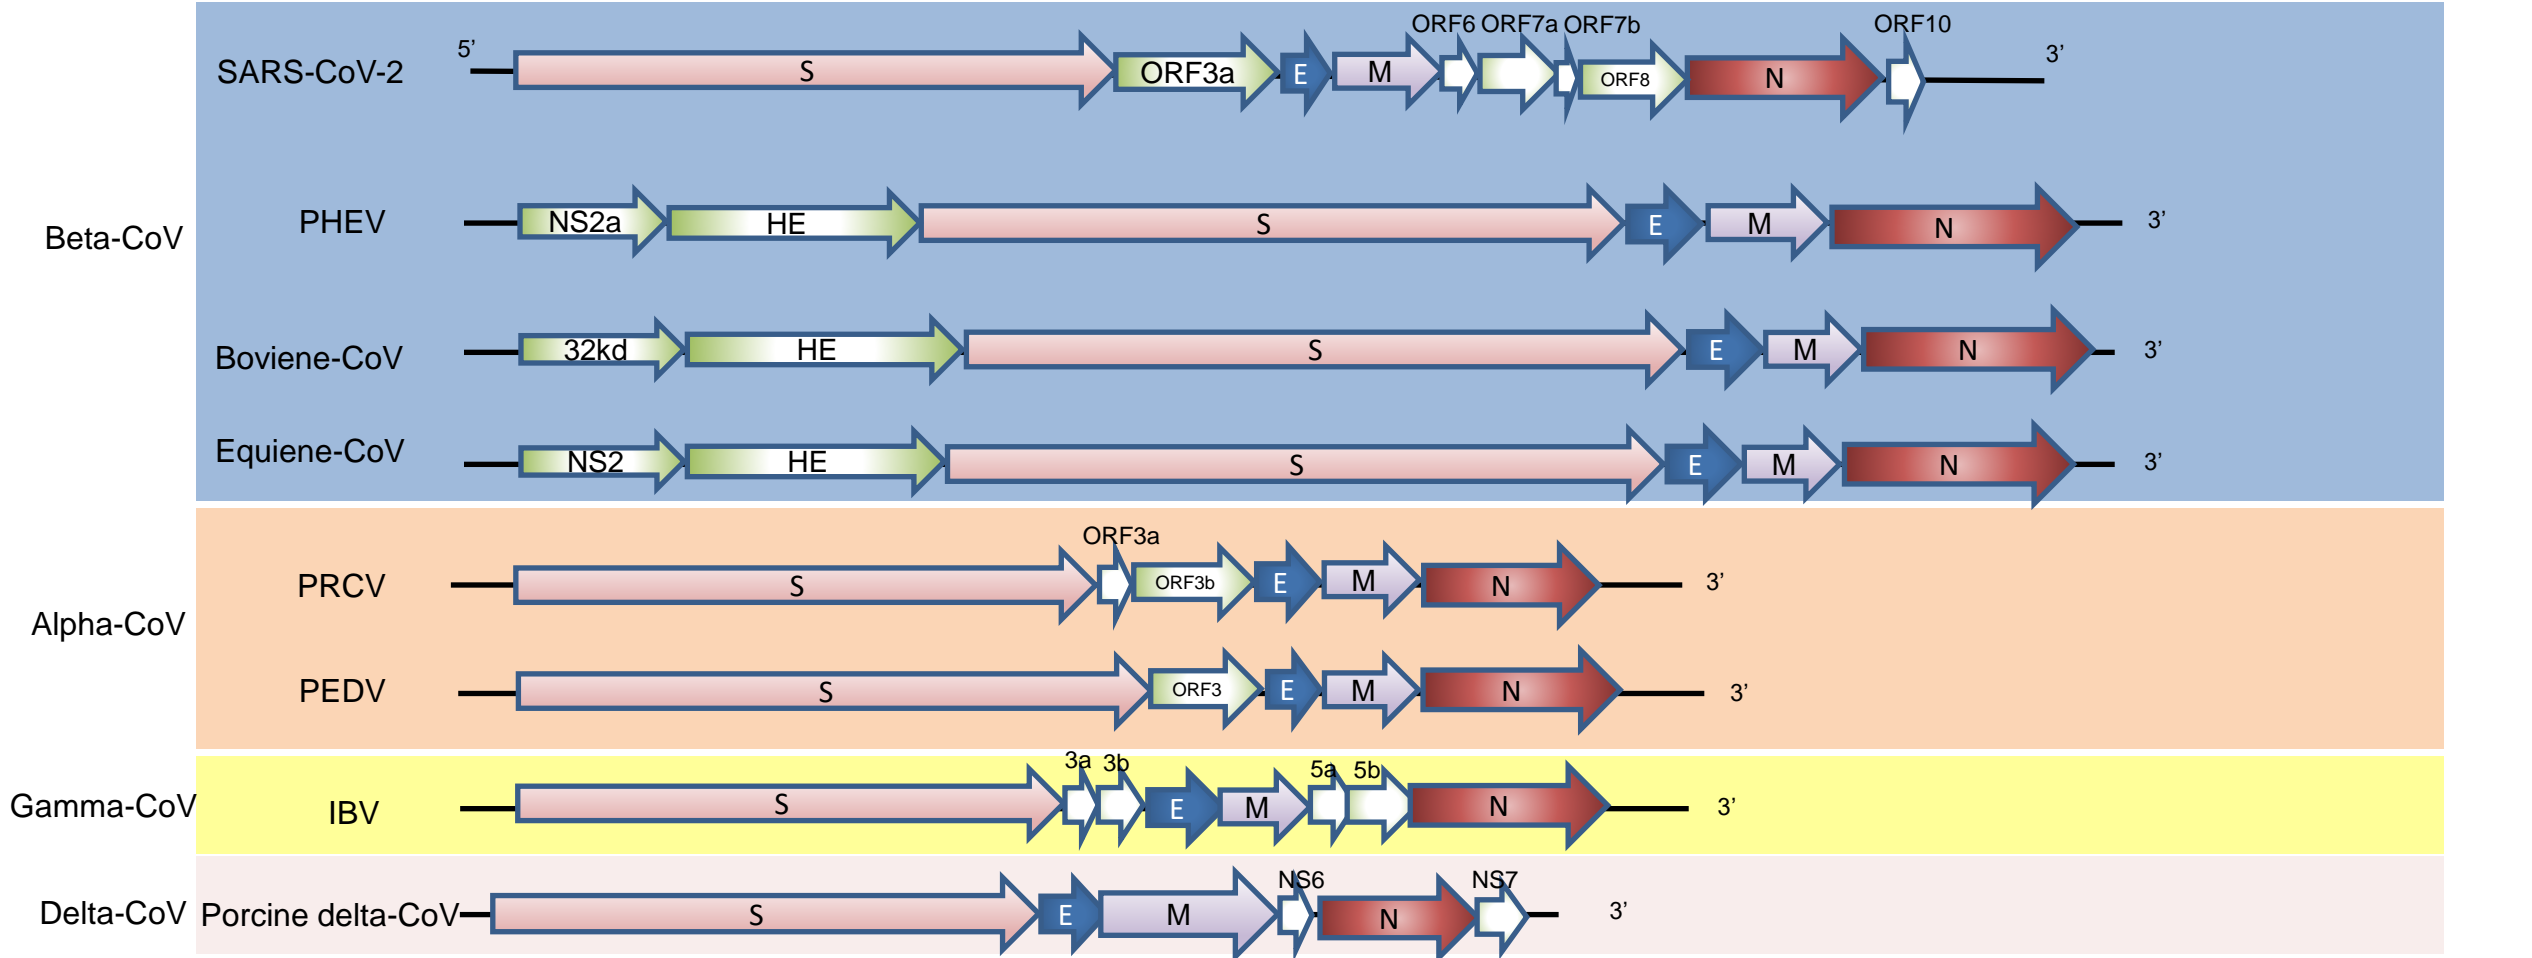 ORF6 ORF7a ORF7b ORF10
5’ 3’
SARS-CoV-2 S ORF3a E M ORF8 N
PHEV NS2a HE S E M N 3’
Beta-CoV
Boviene-CoV 32kd HE S E M N 3’
Equiene-CoV NS2 HE S E M N 3’
ORF3a
PRCV S ORF3b E M N 3’
Alpha-CoV
PEDV S ORF3 E M N 3’
3a 3b 5a 5b
Gamma-CoV IBV S E M N 3’
NS6 NS7
Delta-CoV Porcine delta-CoV S E M N 3’